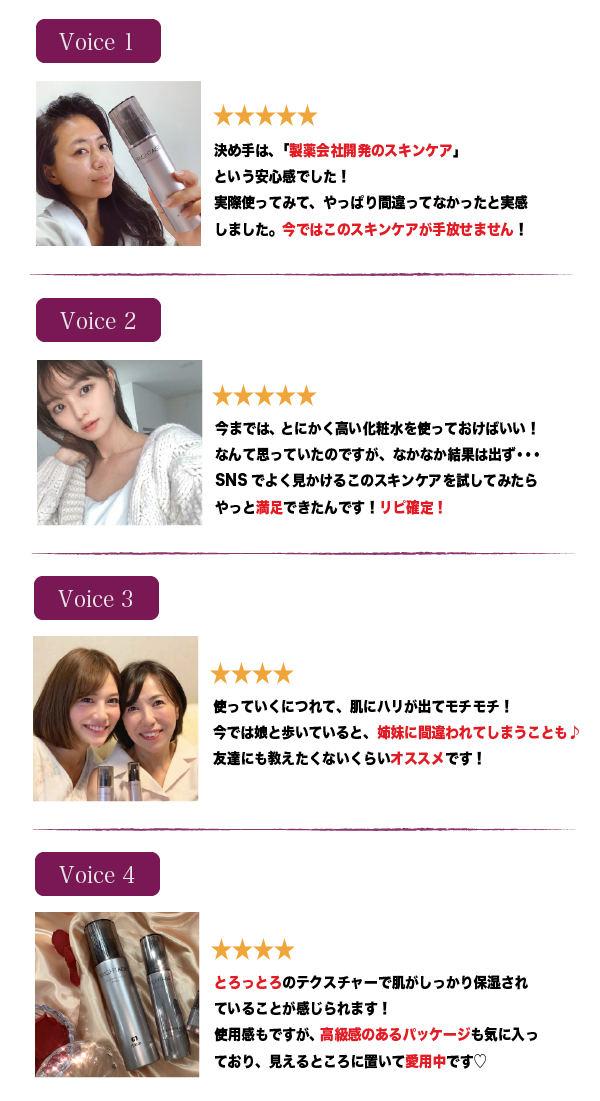 Voice 1
★★★★★
決め手は、「製薬会社開発のスキンケア」
という安心感でした！
実際使ってみて、やっぱり間違ってなかったと実感
しました。今ではこのスキンケアが手放せません！
Voice 2
★★★★★
今までは、とにかく高い化粧水を使っておけばいい！
なんて思っていたのですが、なかなか結果は出ず・・・
SNSでよく見かけるこのスキンケアを試してみたら
やっと満足できたんです！リピ確定！
Voice 3
★★★★
使っていくにつれて、肌にハリが出てモチモチ！
今では娘と歩いていると、姉妹に間違われてしまうことも♪
友達にも教えたくないくらいオススメです！
Voice 4
★★★★
とろっとろのテクスチャーで肌がしっかり保湿され
ていることが感じられます！
使用感もですが、高級感のあるパッケージも気に入っ
ており、見えるところに置いて愛用中です♡